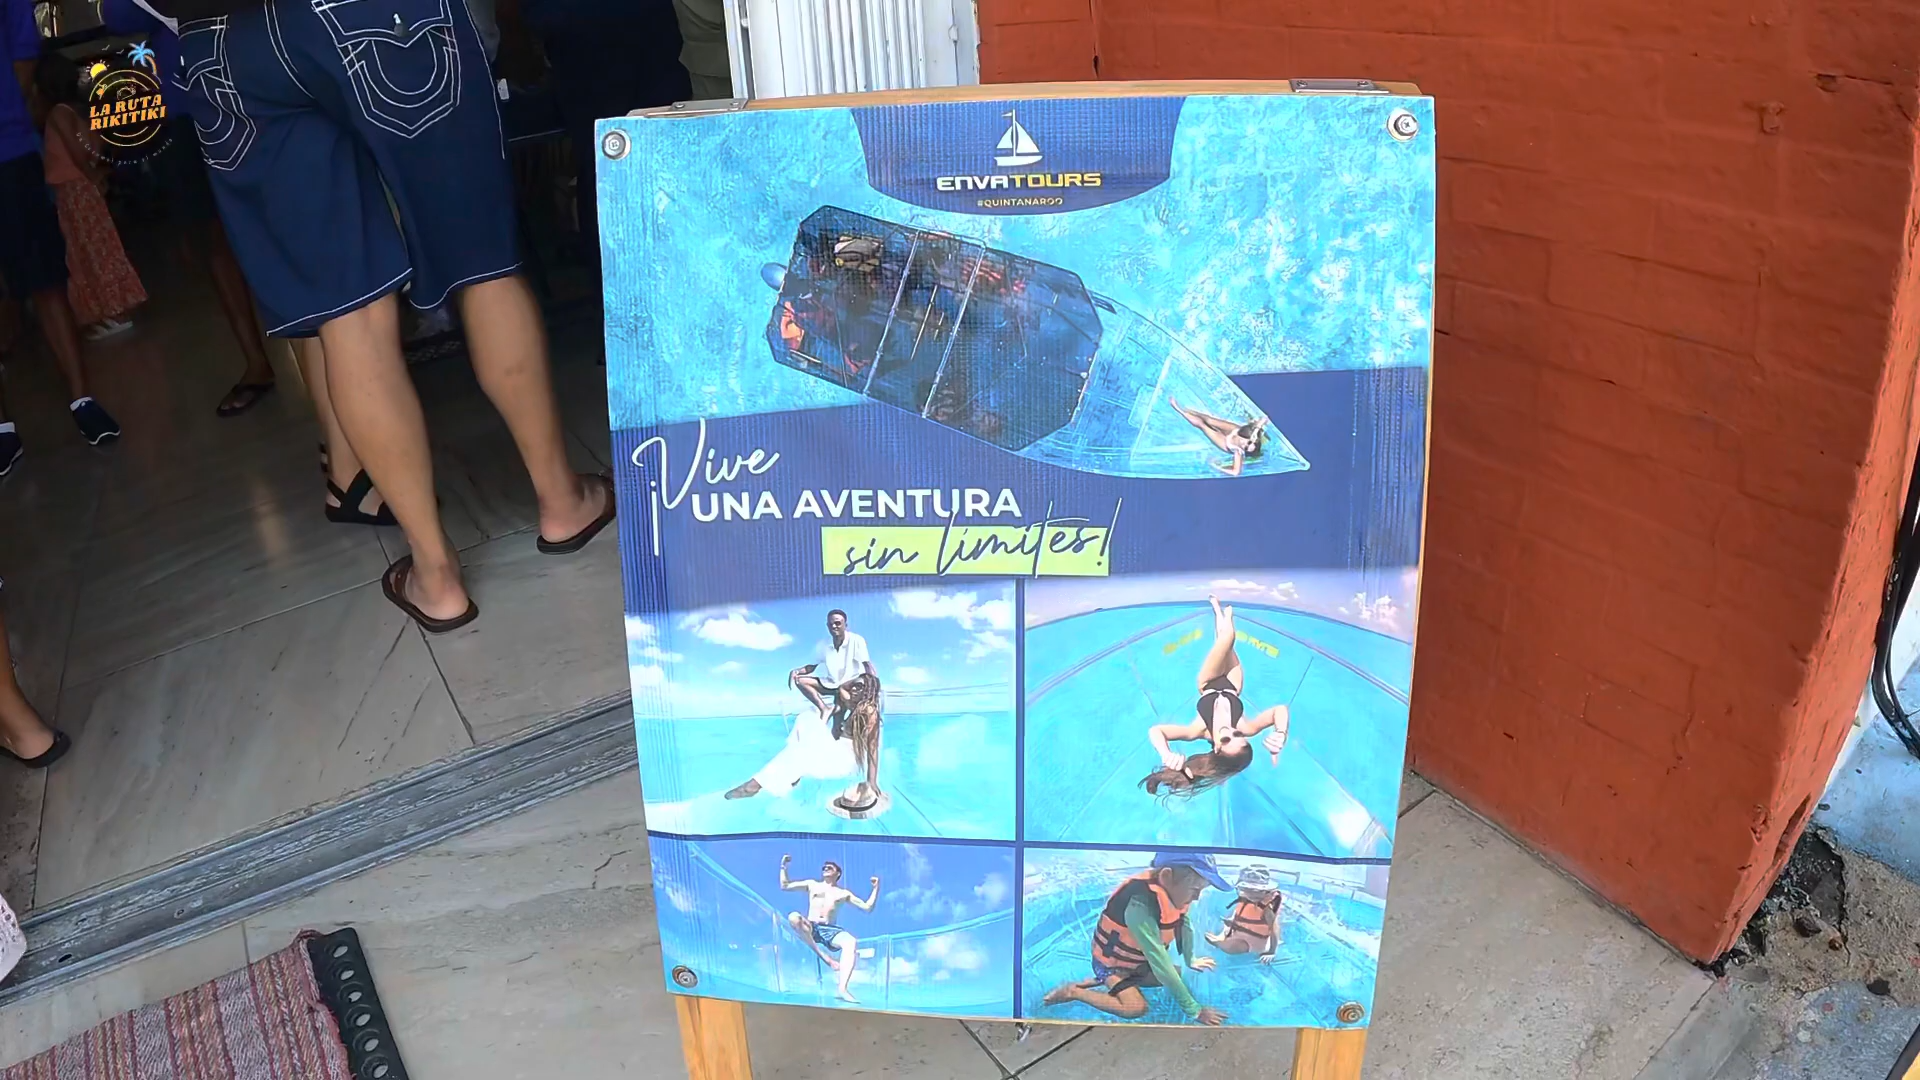 LA RUTA
RIKITIKI
ENVATOURS
#QUINTANAROO
¡Vive
UNA AVENTURA
sin límites!